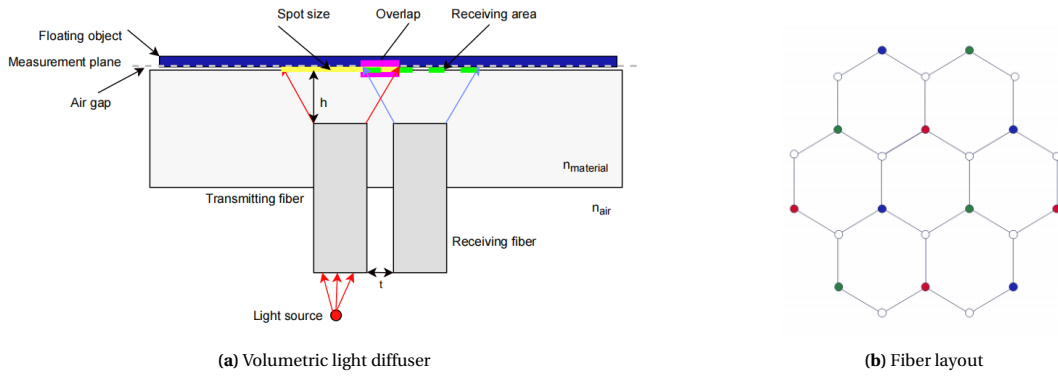 Spot size
Overlap
Receiving area
Floating object
Measurement plane
Air gap
h
n_material
Transmitting fiber
n_air
Receiving fiber
t
Light source
(a) Volumetric light diffuser
(b) Fiber layout